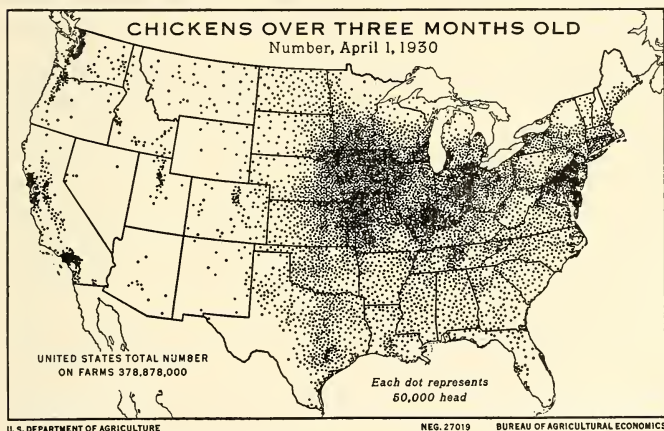 CHICKENS OVER THREE MONTHS OLD
Number, April 1, 1930
UNITED STATES TOTAL NUMBER
ON FARMS 378,878,000
Each dot represents
50,000 head
U. S. DEPARTMENT OF AGRICULTURE
NEG. 27019
BUREAU OF AGRICULTURAL ECONOMICS